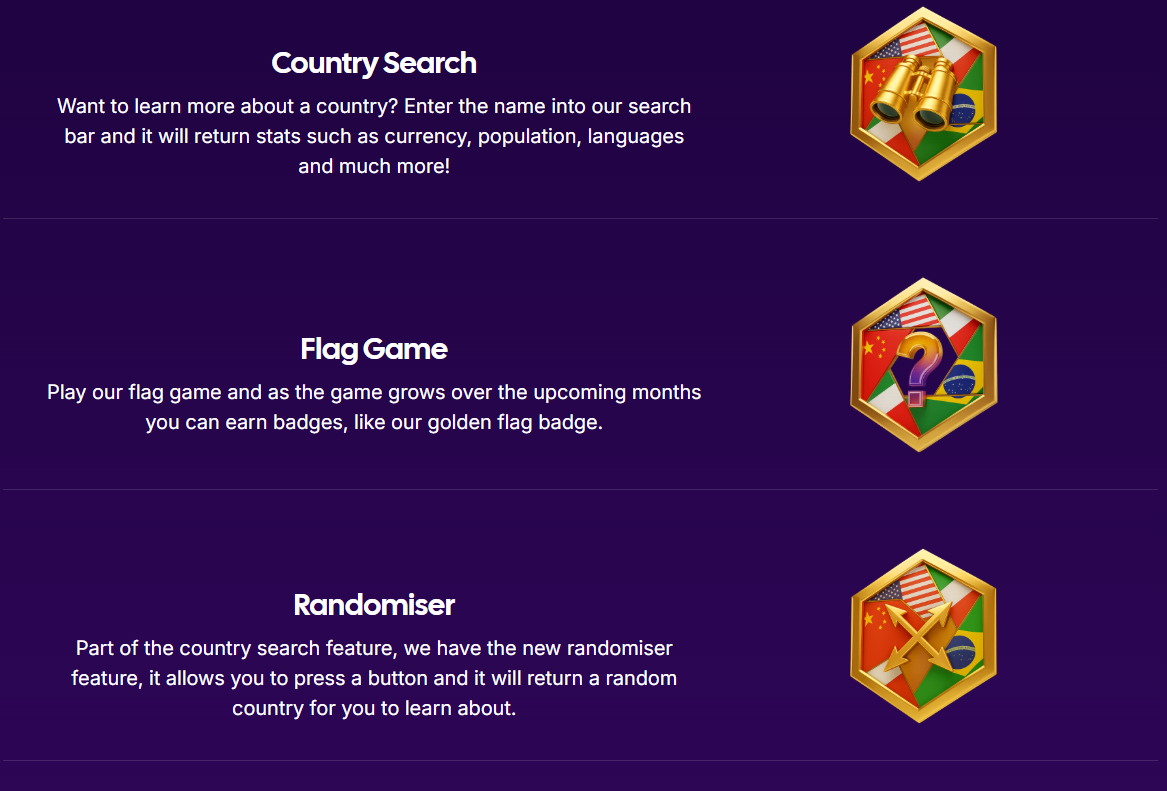 Country Search
Want to learn more about a country? Enter the name into our search
bar and it will return stats such as currency, population, languages
and much more!
Flag Game
Play our flag game and as the game grows over the upcoming months
you can earn badges, like our golden flag badge.
Randomiser
Part of the country search feature, we have the new randomiser
feature, it allows you to press a button and it will return a random
country for you to learn about.